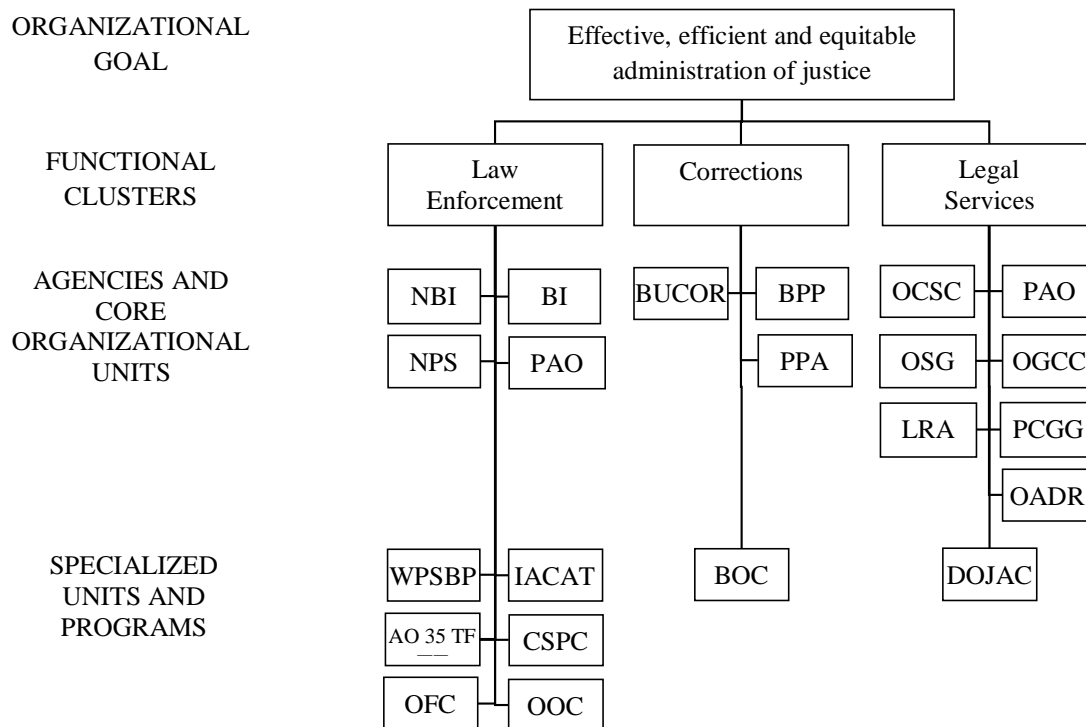 ORGANIZATIONAL
GOAL
Effective, efficient and equitable
administration of justice
FUNCTIONAL
CLUSTERS
Law
Enforcement
Corrections
Legal
Services
AGENCIES AND
CORE
ORGANIZATIONAL
UNITS
NBI
BI
BUCOR
BPP
OCSC
PAO
NPS
PAO
PPA
OSG
OGCC
LRA
PCGG
OADR
SPECIALIZED
UNITS AND
PROGRAMS
WPSBP
IACAT
BOC
DOJAC
AO 35 TF
CSPC
OFC
OOC